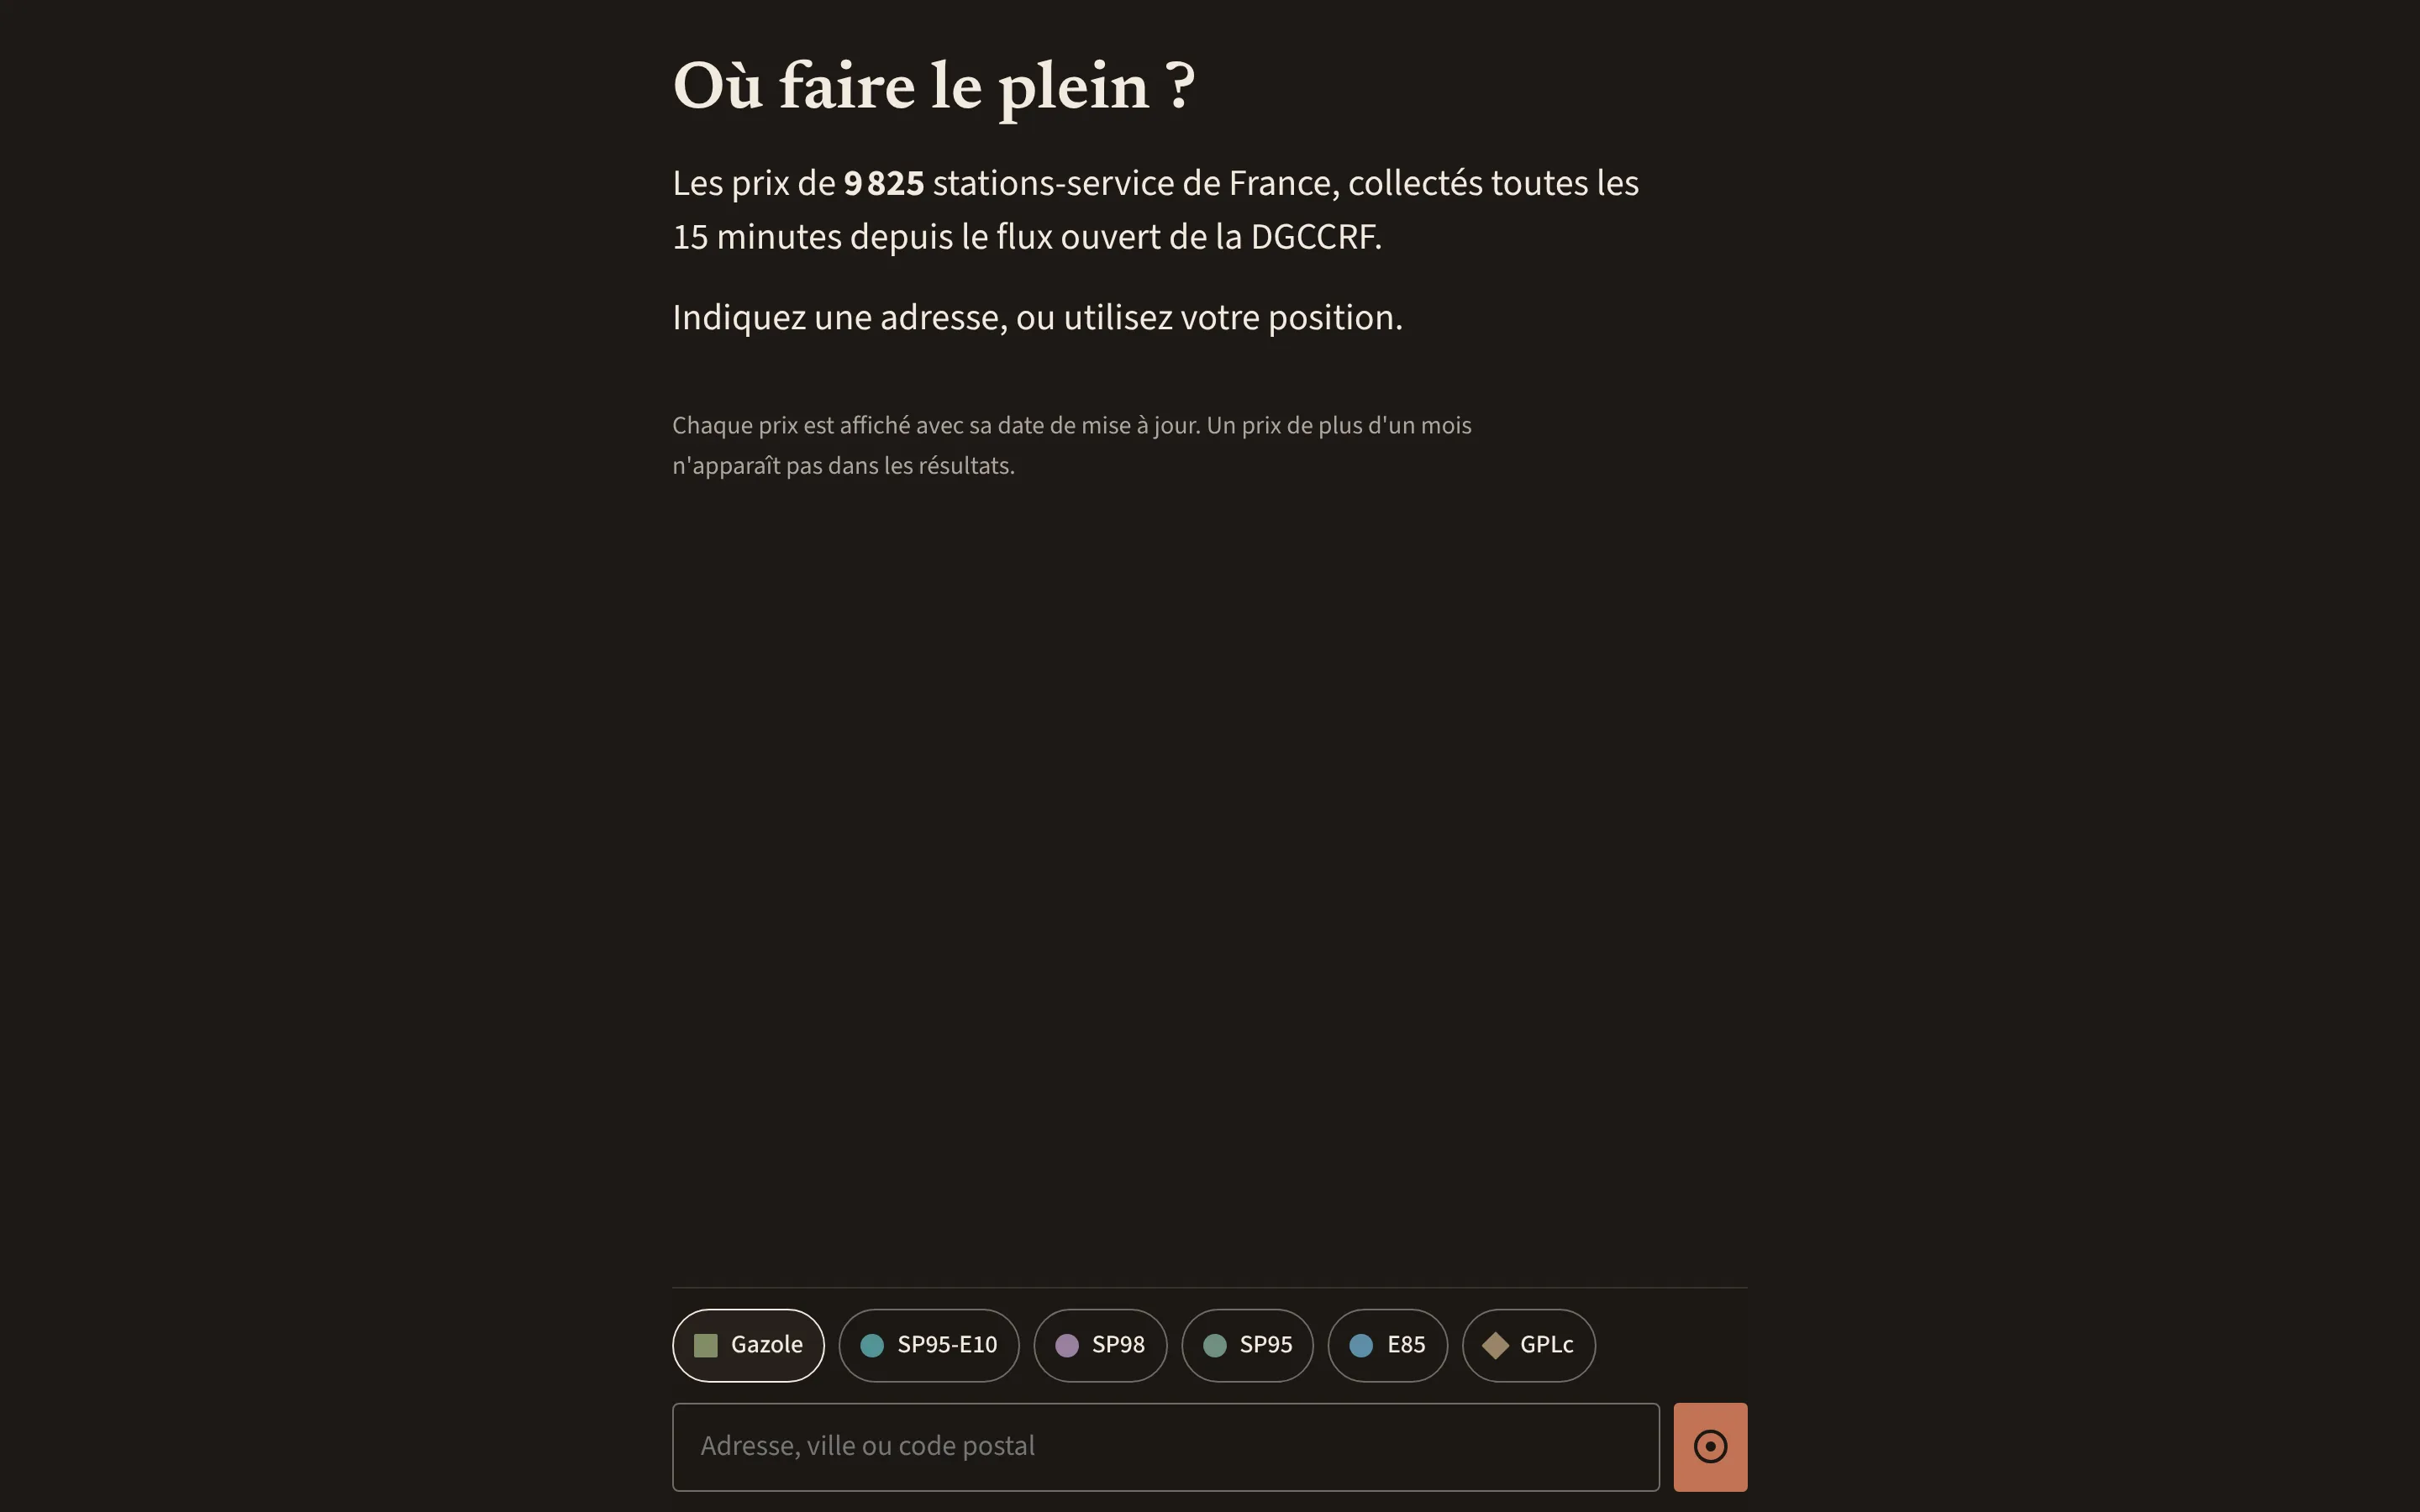 Où faire le plein ?
Les prix de 9 825 stations-service de France, collectés toutes les
15 minutes depuis le flux ouvert de la DGCCRF.
Indiquez une adresse, ou utilisez votre position.
Chaque prix est affiché avec sa date de mise à jour. Un prix de plus d'un mois
n'apparaît pas dans les résultats.
Gazole SP95-E10 SP98 SP95 E85 GPLc
Adresse, ville ou code postal